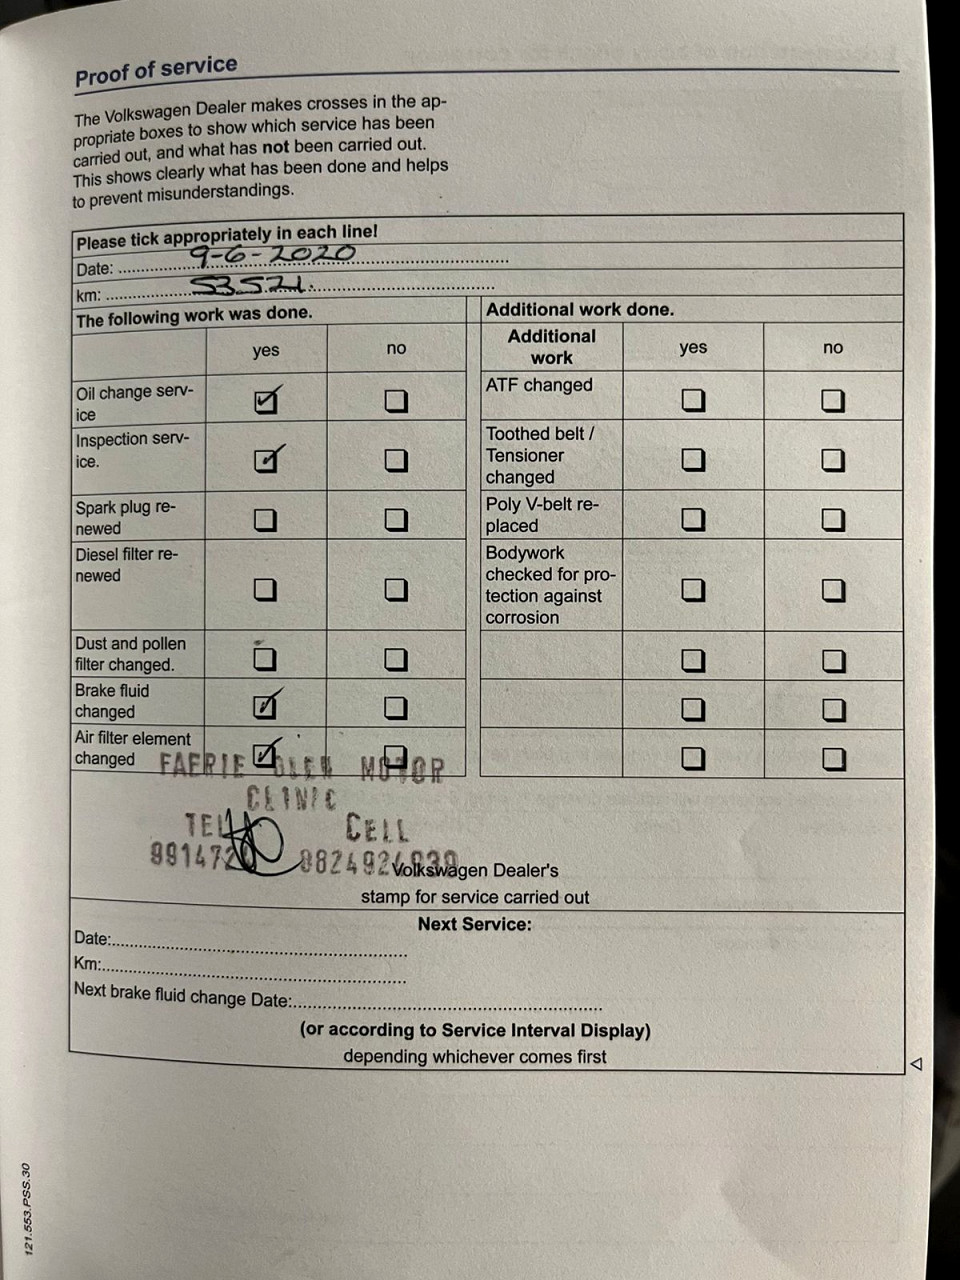 Proof of service
The Volkswagen Dealer makes crosses in the ap-
propriate boxes to show which service has been
carried out, and what has not been carried out.
This shows clearly what has been done and helps
to prevent misunderstandings.
Please tick appropriately in each line!
Date: 9-6-2020
km: 53521.
The following work was done.
yes no
Oil change serv-
ice
Inspection serv-
ice.
Spark plug re-
newed
Diesel filter re-
newed
Dust and pollen
filter changed.
Brake fluid
changed
Air filter element
changed
Additional work done.
Additional
work
yes no
ATF changed
Toothed belt /
Tensioner
changed
Poly V-belt re-
placed
Bodywork
checked for pro-
tection against
corrosion
FAERIE GLEN MOTOR
CLINIC
TEL CELL
Volkswagen Dealer's
stamp for service carried out
Next Service:
Date:
Km:
Next brake fluid change Date:
(or according to Service Interval Display)
depending whichever comes first
121.553.PSS.30